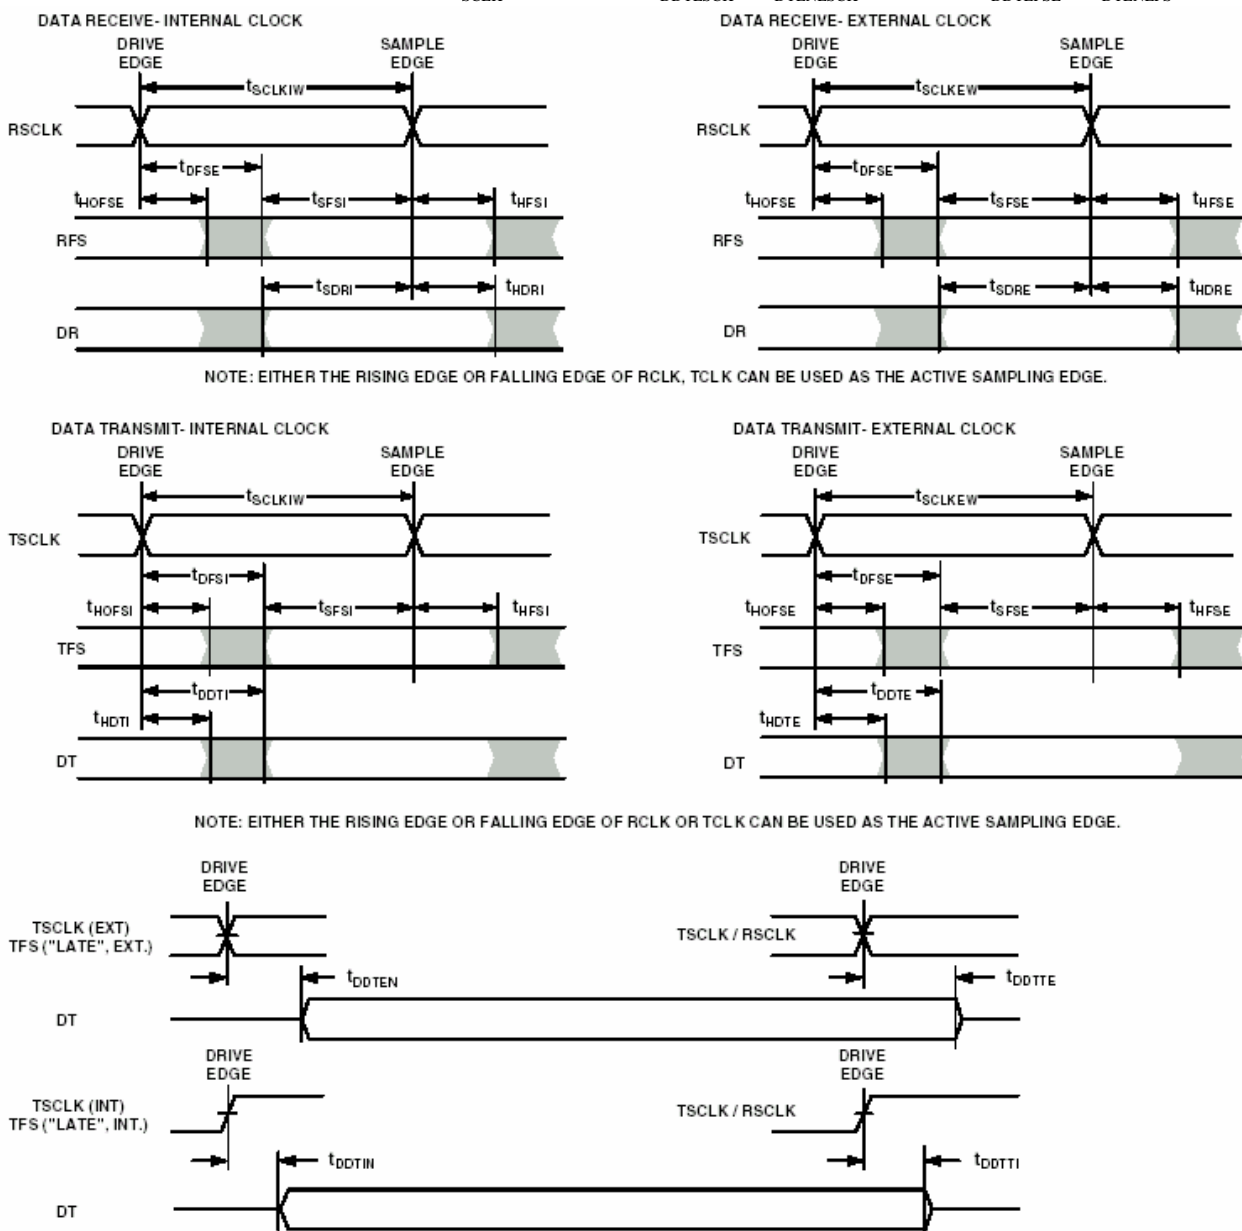 DATA RECEIVE- INTERNAL CLOCK
DRIVE EDGE
SAMPLE EDGE
tSCLKIW
RSCLK
tDFSE
tHOFSE
tSFSI
tHFSI
RFS
tSDRI
tHDRI
DR
DATA RECEIVE- EXTERNAL CLOCK
DRIVE EDGE
SAMPLE EDGE
tSCLKEW
RSCLK
tDFSE
tHOFSE
tSFSE
tHFSE
RFS
tSDRE
tHDRE
DR
NOTE: EITHER THE RISING EDGE OR FALLING EDGE OF RCLK, TCLK CAN BE USED AS THE ACTIVE SAMPLING EDGE.
DATA TRANSMIT- INTERNAL CLOCK
DRIVE EDGE
SAMPLE EDGE
tSCLKIW
TSCLK
tDFSI
tHOFSI
tSFSI
tHFSI
TFS
tDDTI
tHDTI
DT
DATA TRANSMIT- EXTERNAL CLOCK
DRIVE EDGE
SAMPLE EDGE
tSCLKEW
TSCLK
tDFSE
tHOFSE
tSFSE
tHFSE
TFS
tDDTE
tHDTE
DT
NOTE: EITHER THE RISING EDGE OR FALLING EDGE OF RCLK OR TCLK CAN BE USED AS THE ACTIVE SAMPLING EDGE.
DRIVE EDGE
DRIVE EDGE
TSCLK (EXT)
TFS ("LATE", EXT.)
TSCLK / RSCLK
tDDTEN
tDDTTE
DT
DRIVE EDGE
DRIVE EDGE
TSCLK (INT)
TFS ("LATE", INT.)
TSCLK / RSCLK
tDDTIN
tDDTTI
DT